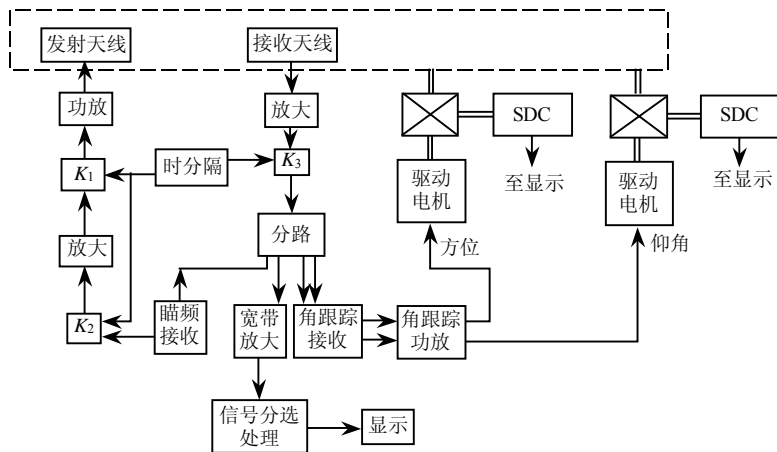 发射天线
接收天线
功放
放大
SDC
SDC
K₁
时分隔
K₃
驱动
电机
至显示
驱动
电机
至显示
放大
分路
方位
仰角
K₂
瞄频
接收
宽带
放大
角跟踪
接收
角跟踪
功放
信号分选
处理
显示